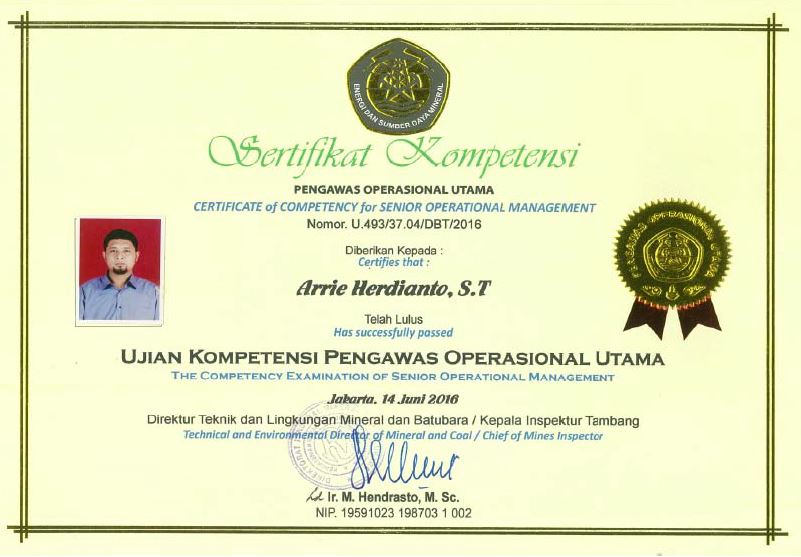 ENERGI DAN SUMBER DAYA MINERAL
Sertifikat Kompetensi
PENGAWAS OPERASIONAL UTAMA
CERTIFICATE of COMPETENCY for SENIOR OPERATIONAL MANAGEMENT
Nomor. U.493/37.04/DBT/2016
Diberikan Kepada :
Certifies that :
Arrie Herdianto, S.T
Telah Lulus
Has successfully passed
PENGAWAS OPERASIONAL UTAMA
UJIAN KOMPETENSI PENGAWAS OPERASIONAL UTAMA
THE COMPETENCY EXAMINATION OF SENIOR OPERATIONAL MANAGEMENT
Jakarta, 14 Juni 2016
Direktur Teknik dan Lingkungan Mineral dan Batubara / Kepala Inspektur Tambang
Technical and Environmental Director of Mineral and Coal / Chief of Mines Inspector
Ir. M. Hendrasto, M. Sc.
NIP. 19591023 198703 1 002